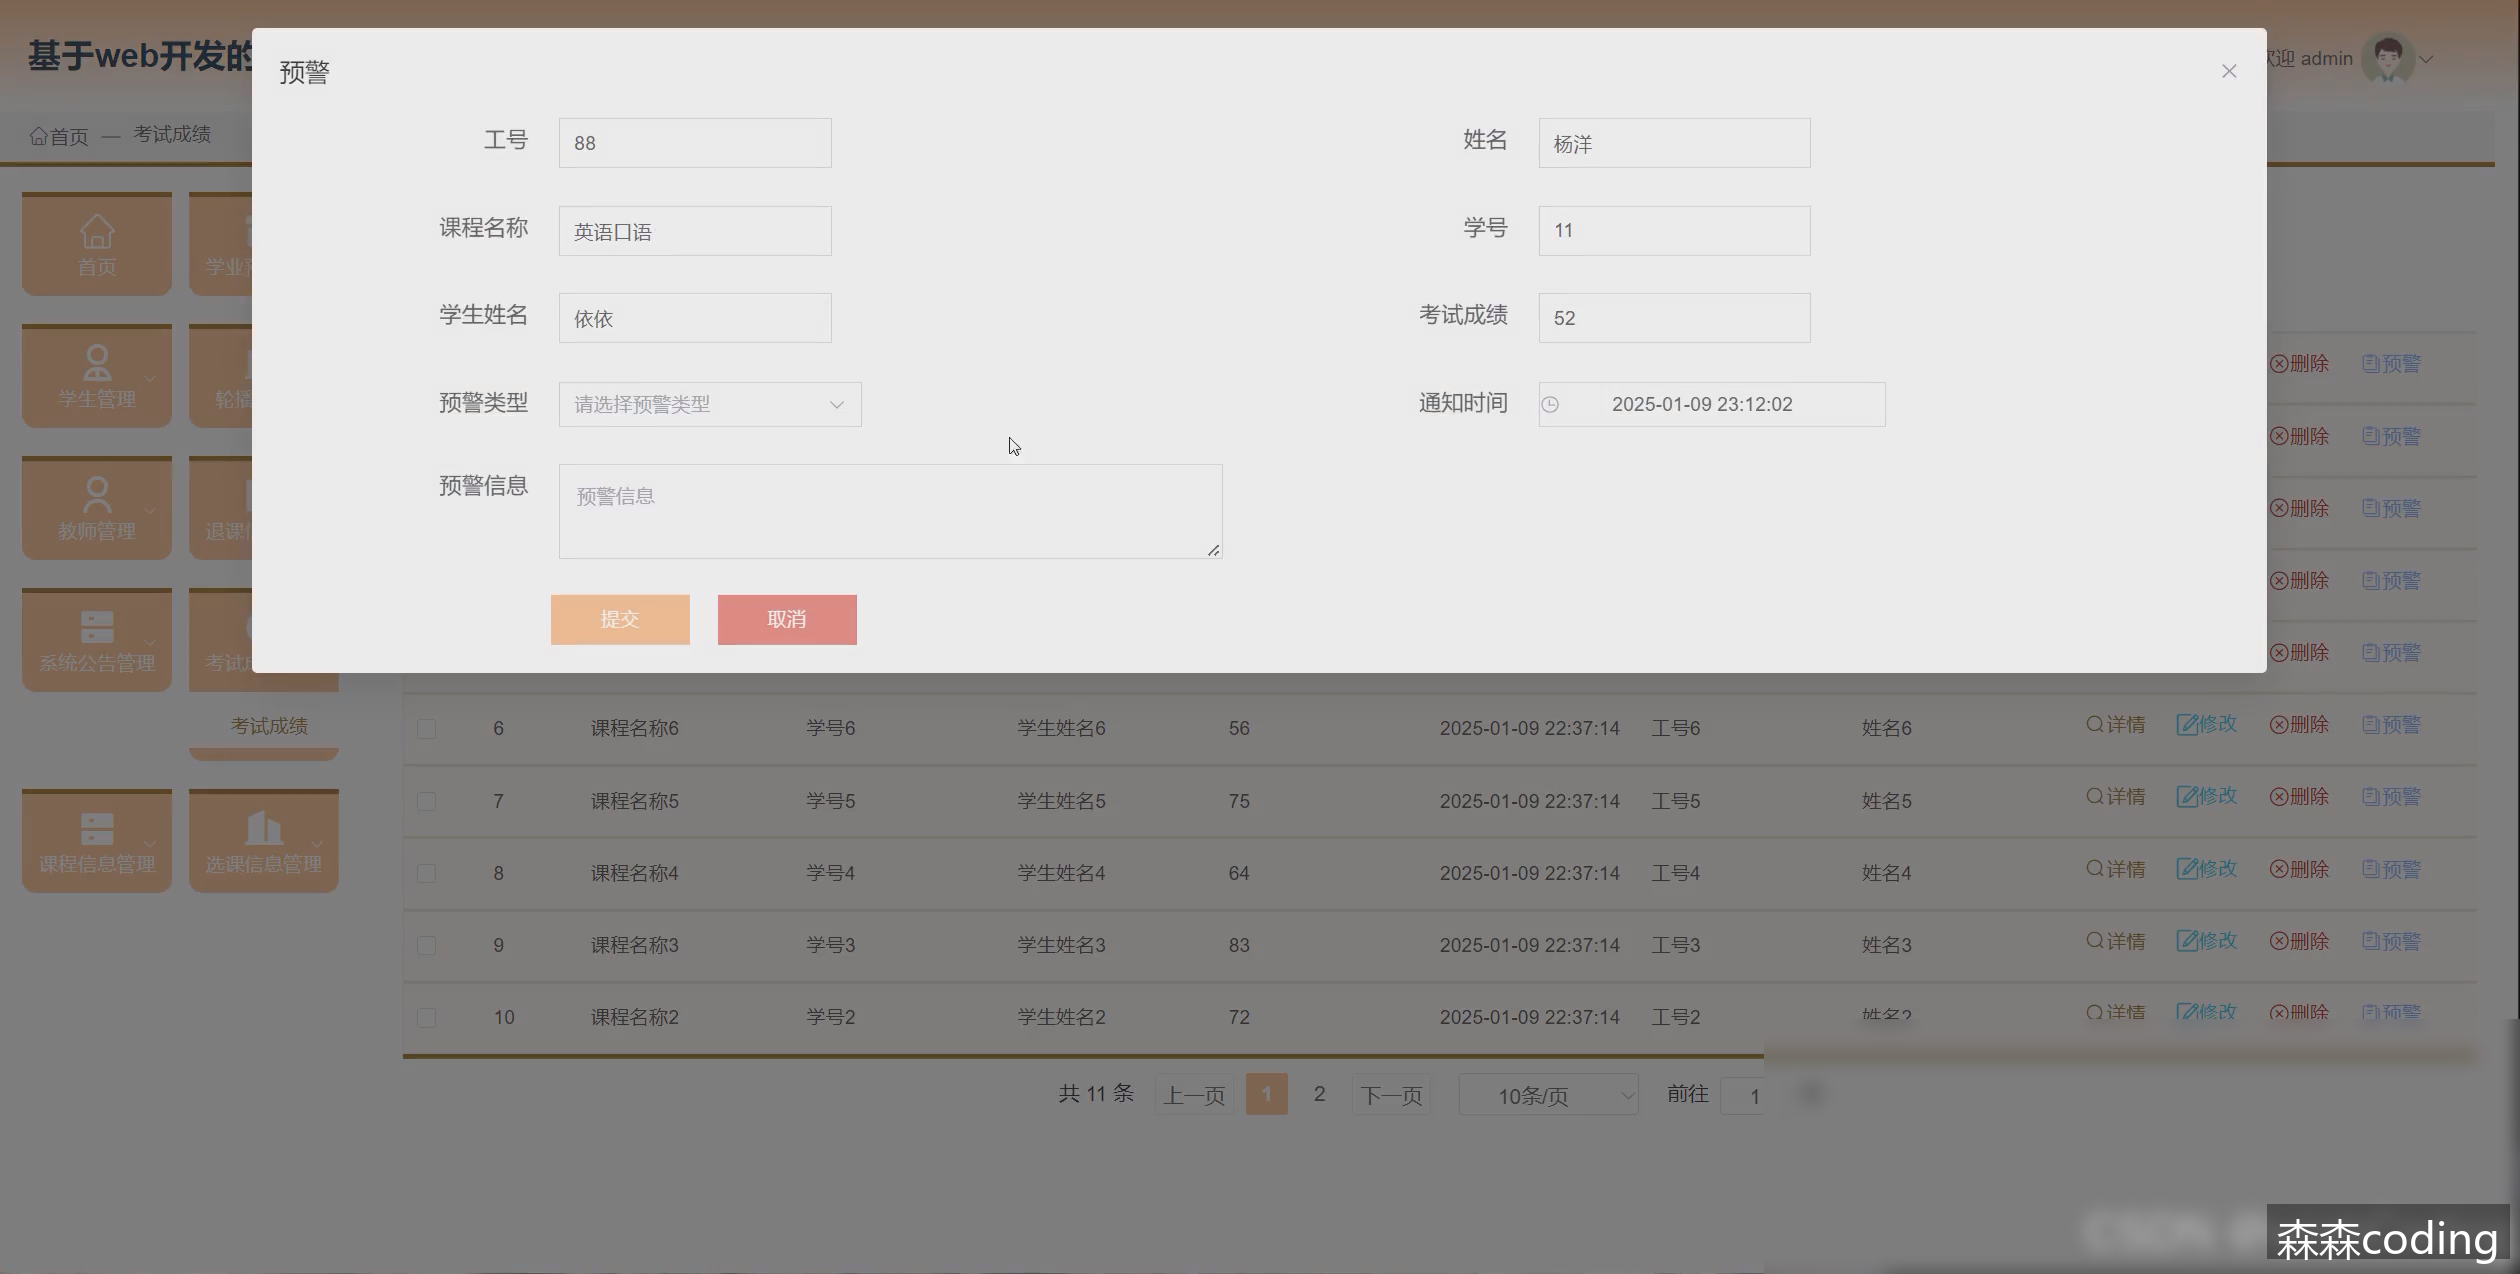 基于web开发的
欢迎 admin
首页 — 考试成绩
预警
工号 88
姓名 杨洋
课程名称 英语口语
学号 11
学生姓名 依依
考试成绩 52
预警类型 请选择预警类型
通知时间 2025-01-09 23:12:02
预警信息 预警信息
提交 取消
首页 学业
学生管理 轮播
教师管理 退课
系统公告管理 考试
考试成绩
课程信息管理 选课信息管理
删除 预警
删除 预警
删除 预警
删除 预警
删除 预警
6 课程名称6 学号6 学生姓名6 56 2025-01-09 22:37:14 工号6 姓名6 详情 修改 删除 预警
7 课程名称5 学号5 学生姓名5 75 2025-01-09 22:37:14 工号5 姓名5 详情 修改 删除 预警
8 课程名称4 学号4 学生姓名4 64 2025-01-09 22:37:14 工号4 姓名4 详情 修改 删除 预警
9 课程名称3 学号3 学生姓名3 83 2025-01-09 22:37:14 工号3 姓名3 详情 修改 删除 预警
10 课程名称2 学号2 学生姓名2 72 2025-01-09 22:37:14 工号2 姓名2 详情 修改 删除 预警
共 11 条 上一页 1 2 下一页 10条/页 前往 1
森森coding